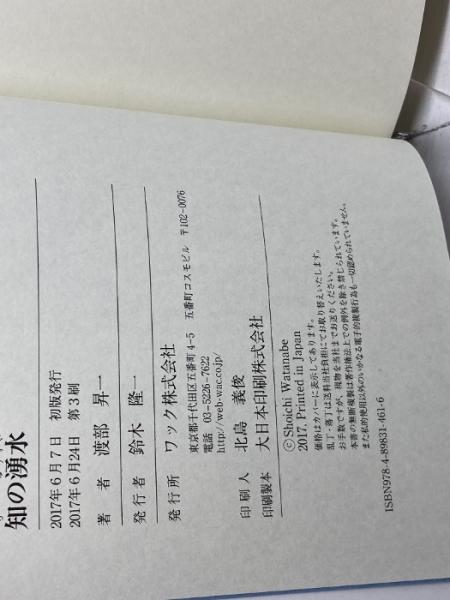 知の湧水
2017年6月7日 初版発行
2017年6月24日 第3刷
著者 渡部 昇一
発行者 鈴木 隆一
発行所 ワック株式会社
東京都千代田区五番町4-5 五番町コスモビル 〒102-0076
電話 03-5226-7622
http://web-wac.co.jp/
印刷人 北島 義俊
印刷製本 大日本印刷株式会社
©Shoichi Watanabe
2017, Printed in Japan
価格はカバーに表示してあります。
乱丁・落丁は送料当社負担にてお取り替えいたします。
お手数ですが、現物を当社までお送りください。
本書の無断複製は著作権法上での例外を除き禁じられています。
また私的使用以外のいかなる電子的複製行為も一切認められていません。
ISBN978-4-89831-461-6